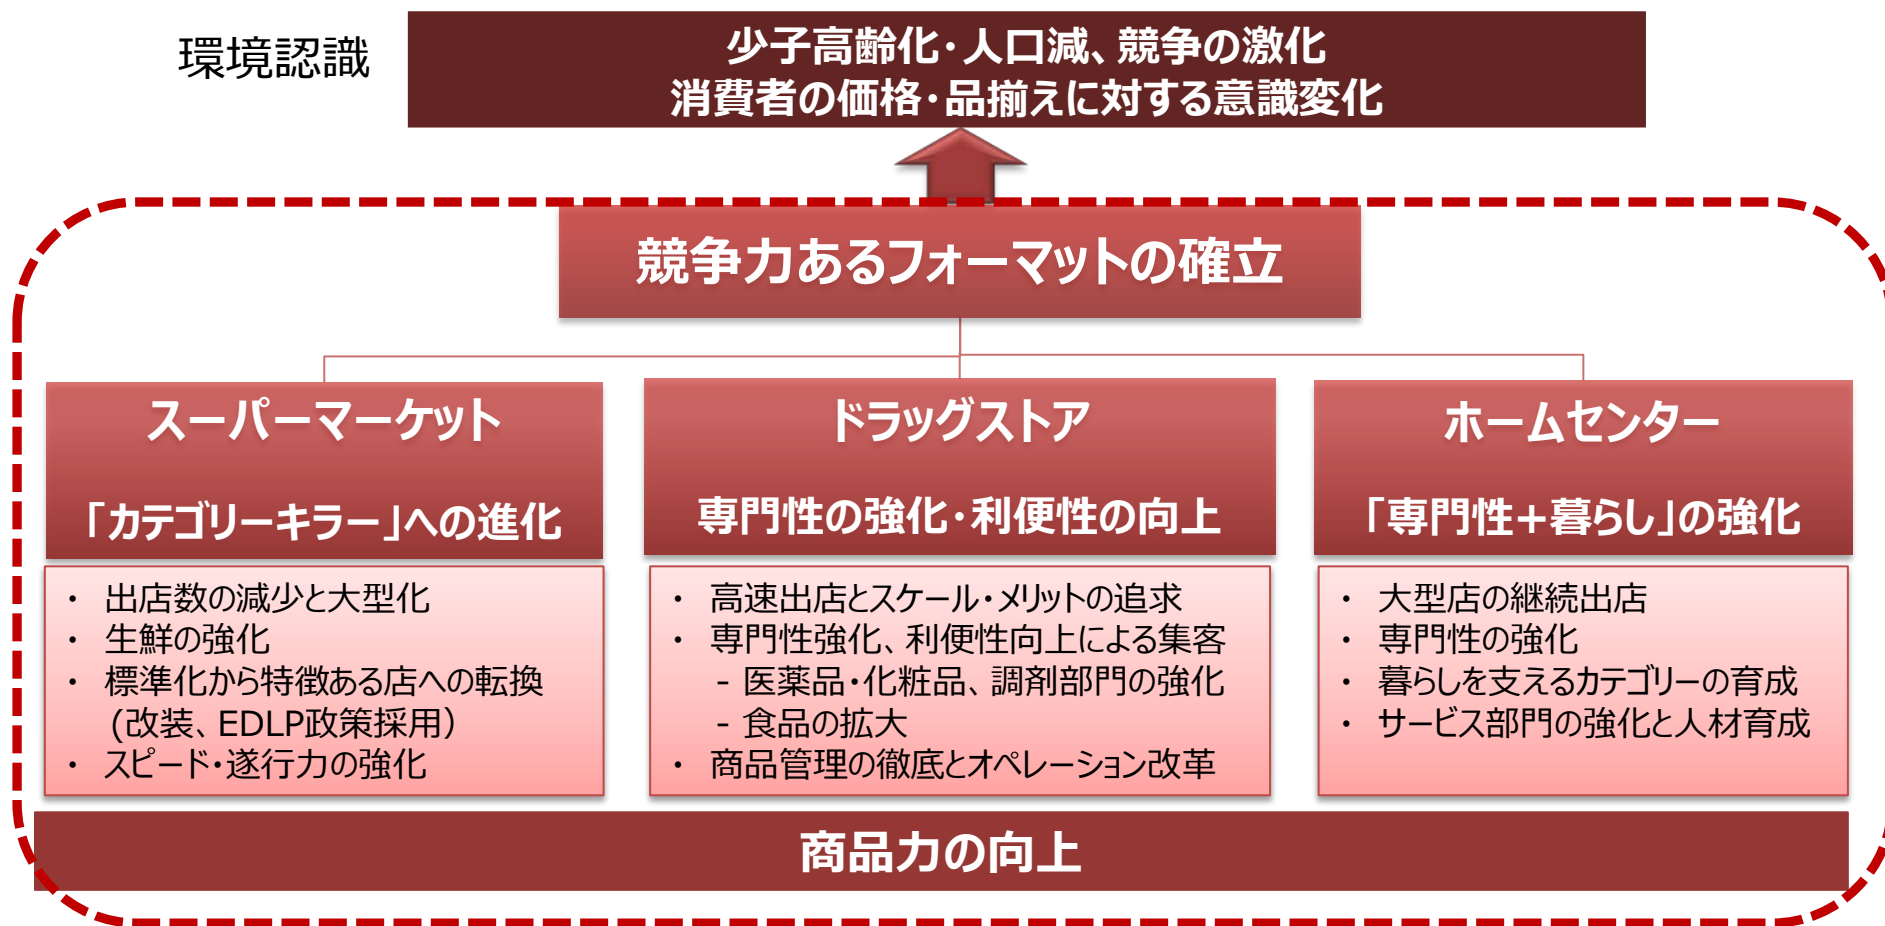 環境認識
少子高齢化・人口減、競争の激化
消費者の価格・品揃えに対する意識変化
競争力あるフォーマットの確立
スーパーマーケット
「カテゴリーキラー」への進化
・ 出店数の減少と大型化
・ 生鮮の強化
・ 標準化から特徴ある店への転換
(改装、EDLP政策採用）
・ スピード・遂行力の強化
ドラッグストア
専門性の強化・利便性の向上
・ 高速出店とスケール・メリットの追求
・ 専門性強化、利便性向上による集客
- 医薬品・化粧品、調剤部門の強化
- 食品の拡大
・ 商品管理の徹底とオペレーション改革
ホームセンター
「専門性+暮らし」の強化
・ 大型店の継続出店
・ 専門性の強化
・ 暮らしを支えるカテゴリーの育成
・ サービス部門の強化と人材育成
商品力の向上